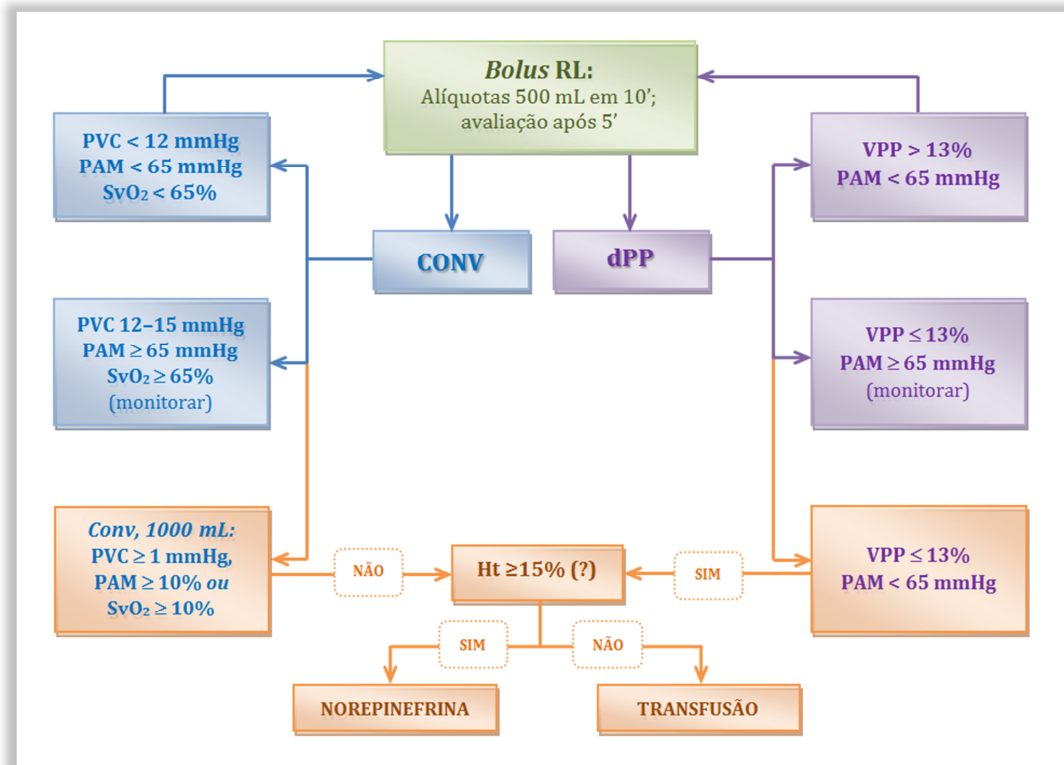 Bolus RL:
Alíquotas 500 mL em 10’;
avaliação após 5’
PVC < 12 mmHg
PAM < 65 mmHg
SvO₂ < 65%
VPP > 13%
PAM < 65 mmHg
CONV
dPP
PVC 12–15 mmHg
PAM ≥ 65 mmHg
SvO₂ ≥ 65%
(monitorar)
VPP ≤ 13%
PAM ≥ 65 mmHg
(monitorar)
Conv, 1000 mL:
PVC ≥ 1 mmHg,
PAM ≥ 10% ou
SvO₂ ≥ 10%
NÃO
Ht ≥15% (?)
SIM
VPP ≤ 13%
PAM < 65 mmHg
SIM
NÃO
NOREPINEFRINA
TRANSFUSÃO